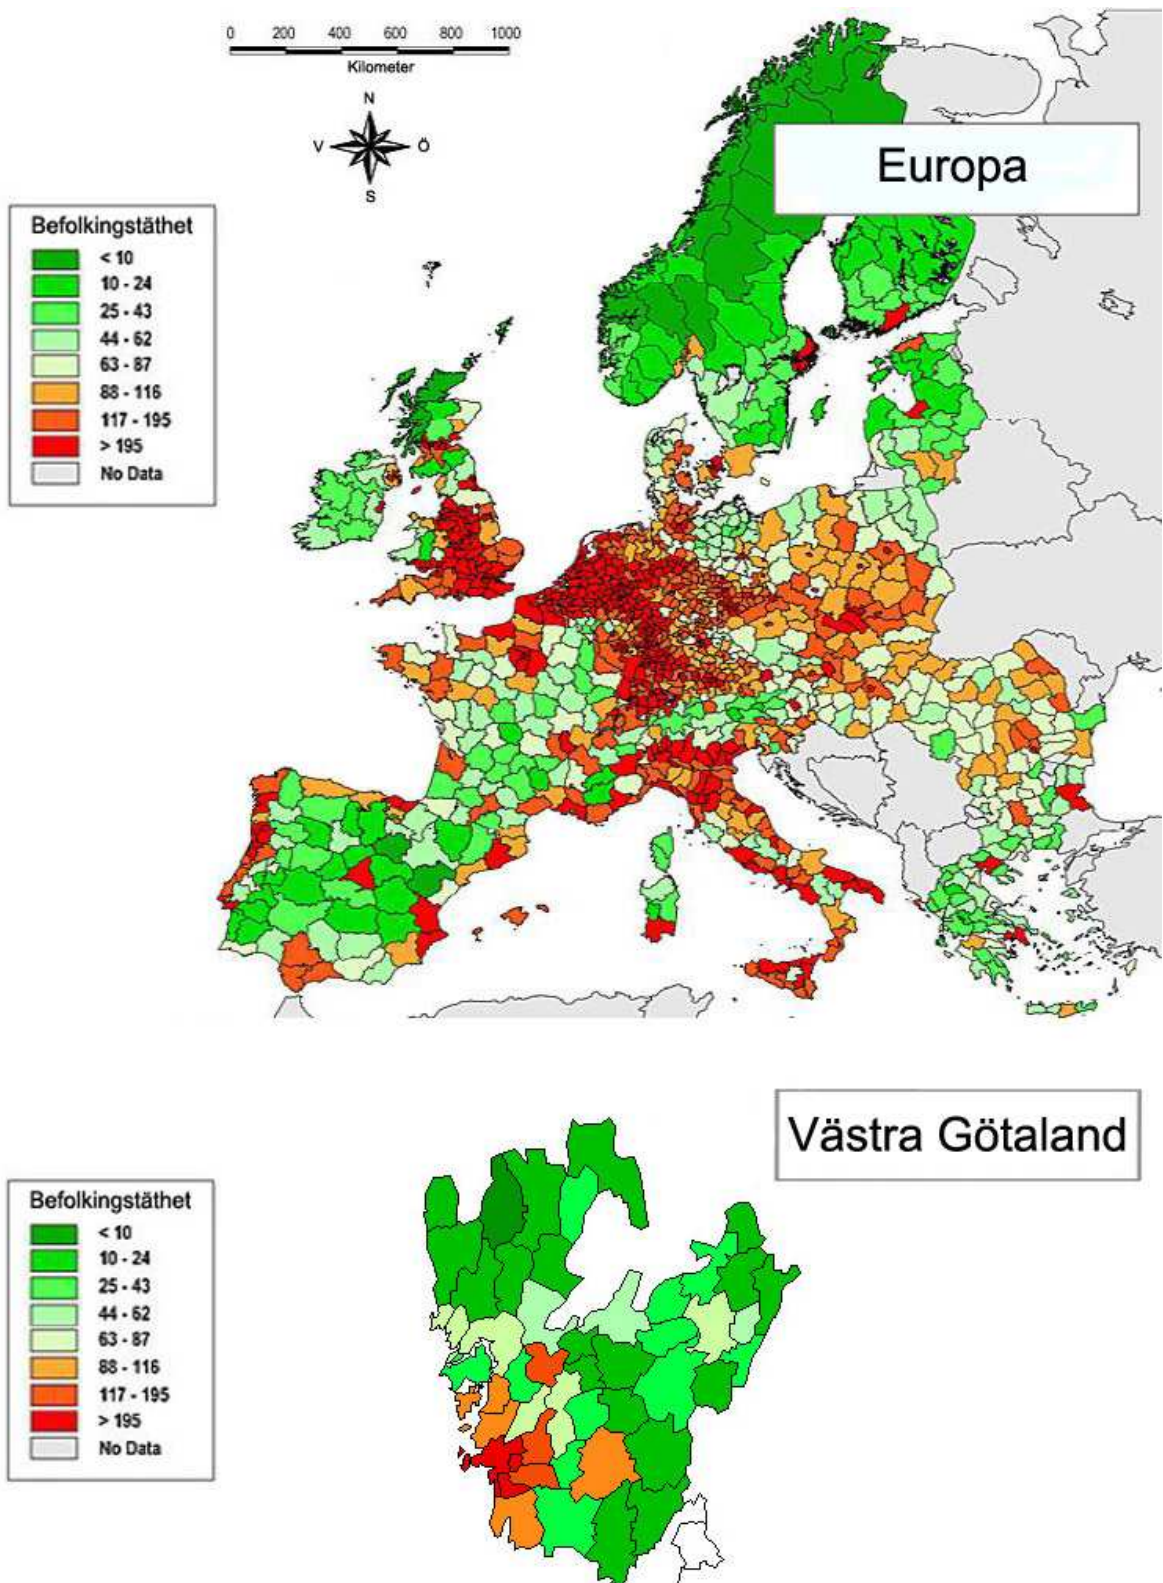 0 200 400 600 800 1000
Kilometer
N
V Ö
S
Europa
Befolkingstäthet
< 10
10 - 24
25 - 43
44 - 62
63 - 87
88 - 116
117 - 195
> 195
No Data
Västra Götaland
Befolkingstäthet
< 10
10 - 24
25 - 43
44 - 62
63 - 87
88 - 116
117 - 195
> 195
No Data